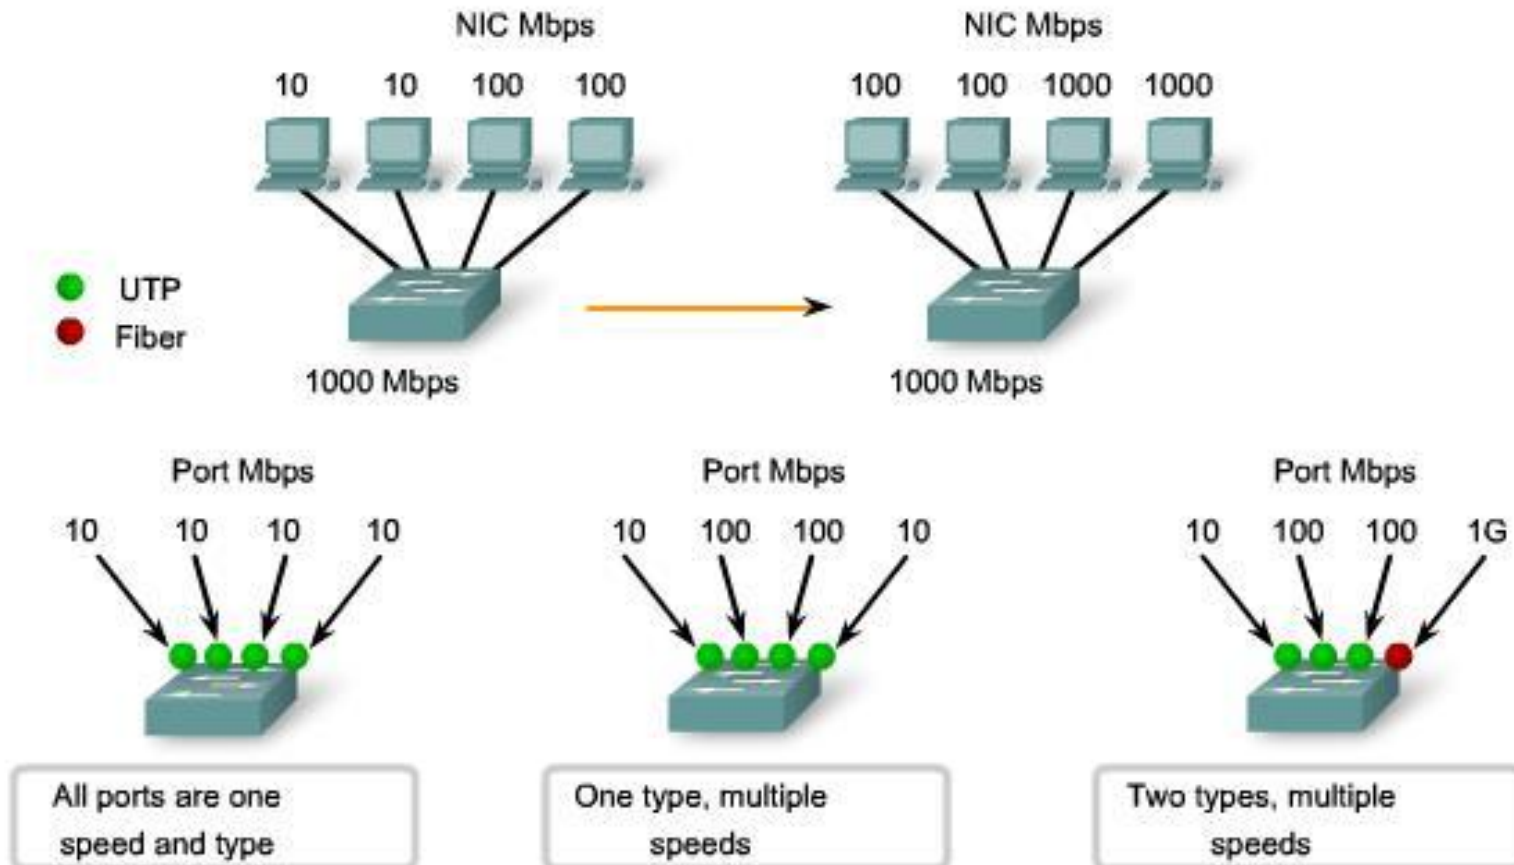 NIC Mbps
10 10 100 100
NIC Mbps
100 100 1000 1000
UTP
Fiber
1000 Mbps
1000 Mbps
Port Mbps
10 10 10 10
Port Mbps
10 100 100 10
Port Mbps
10 100 100 1G
All ports are one
speed and type
One type, multiple
speeds
Two types, multiple
speeds